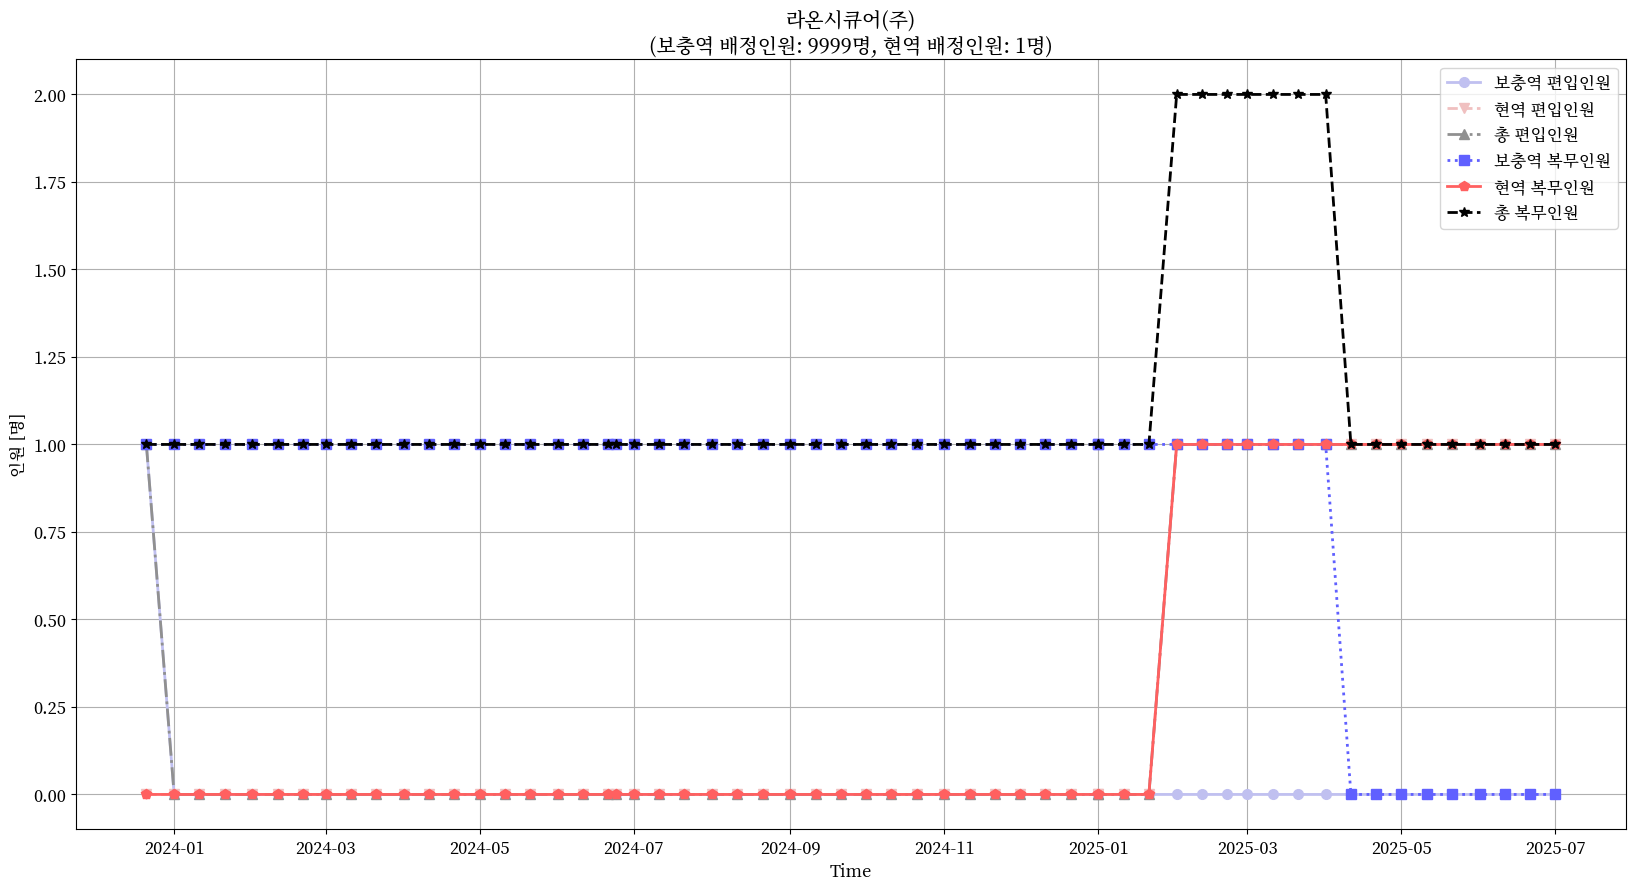 라온시큐어(주)
(보충역 배정인원: 9999명, 현역 배정인원: 1명)
보충역 편입인원
현역 편입인원
총 편입인원
보충역 복무인원
현역 복무인원
총 복무인원
인원 [명]
2.00
1.75
1.50
1.25
1.00
0.75
0.50
0.25
0.00
2024-01
2024-03
2024-05
2024-07
2024-09
2024-11
2025-01
2025-03
2025-05
2025-07
Time